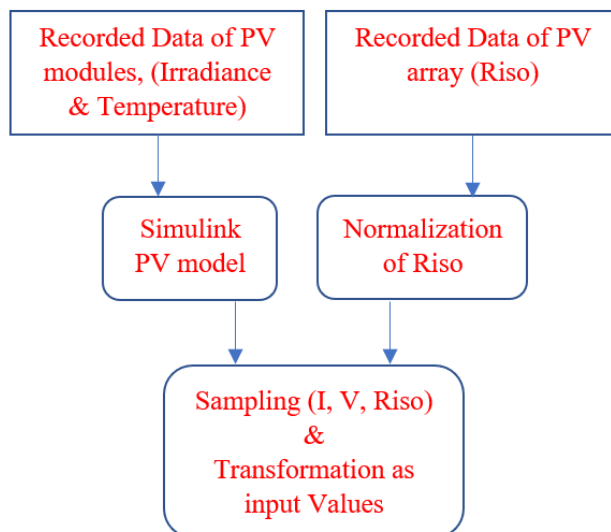 Recorded Data of PV
modules, (Irradiance
& Temperature)
Recorded Data of PV
array (Riso)
Simulink
PV model
Normalization
of Riso
Sampling (I, V, Riso)
&
Transformation as
input Values